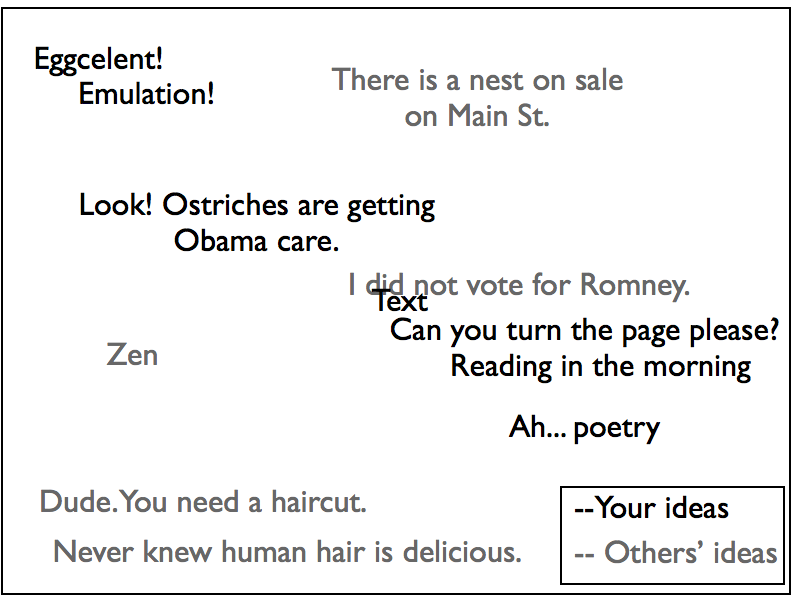 Eggcelent!
Emulation!
There is a nest on sale
on Main St.
Look! Ostriches are getting
Obama care.
I did not vote for Romney.
Text
Can you turn the page please?
Reading in the morning
Zen
Ah... poetry
Dude. You need a haircut.
Never knew human hair is delicious.
--Your ideas
-- Others' ideas